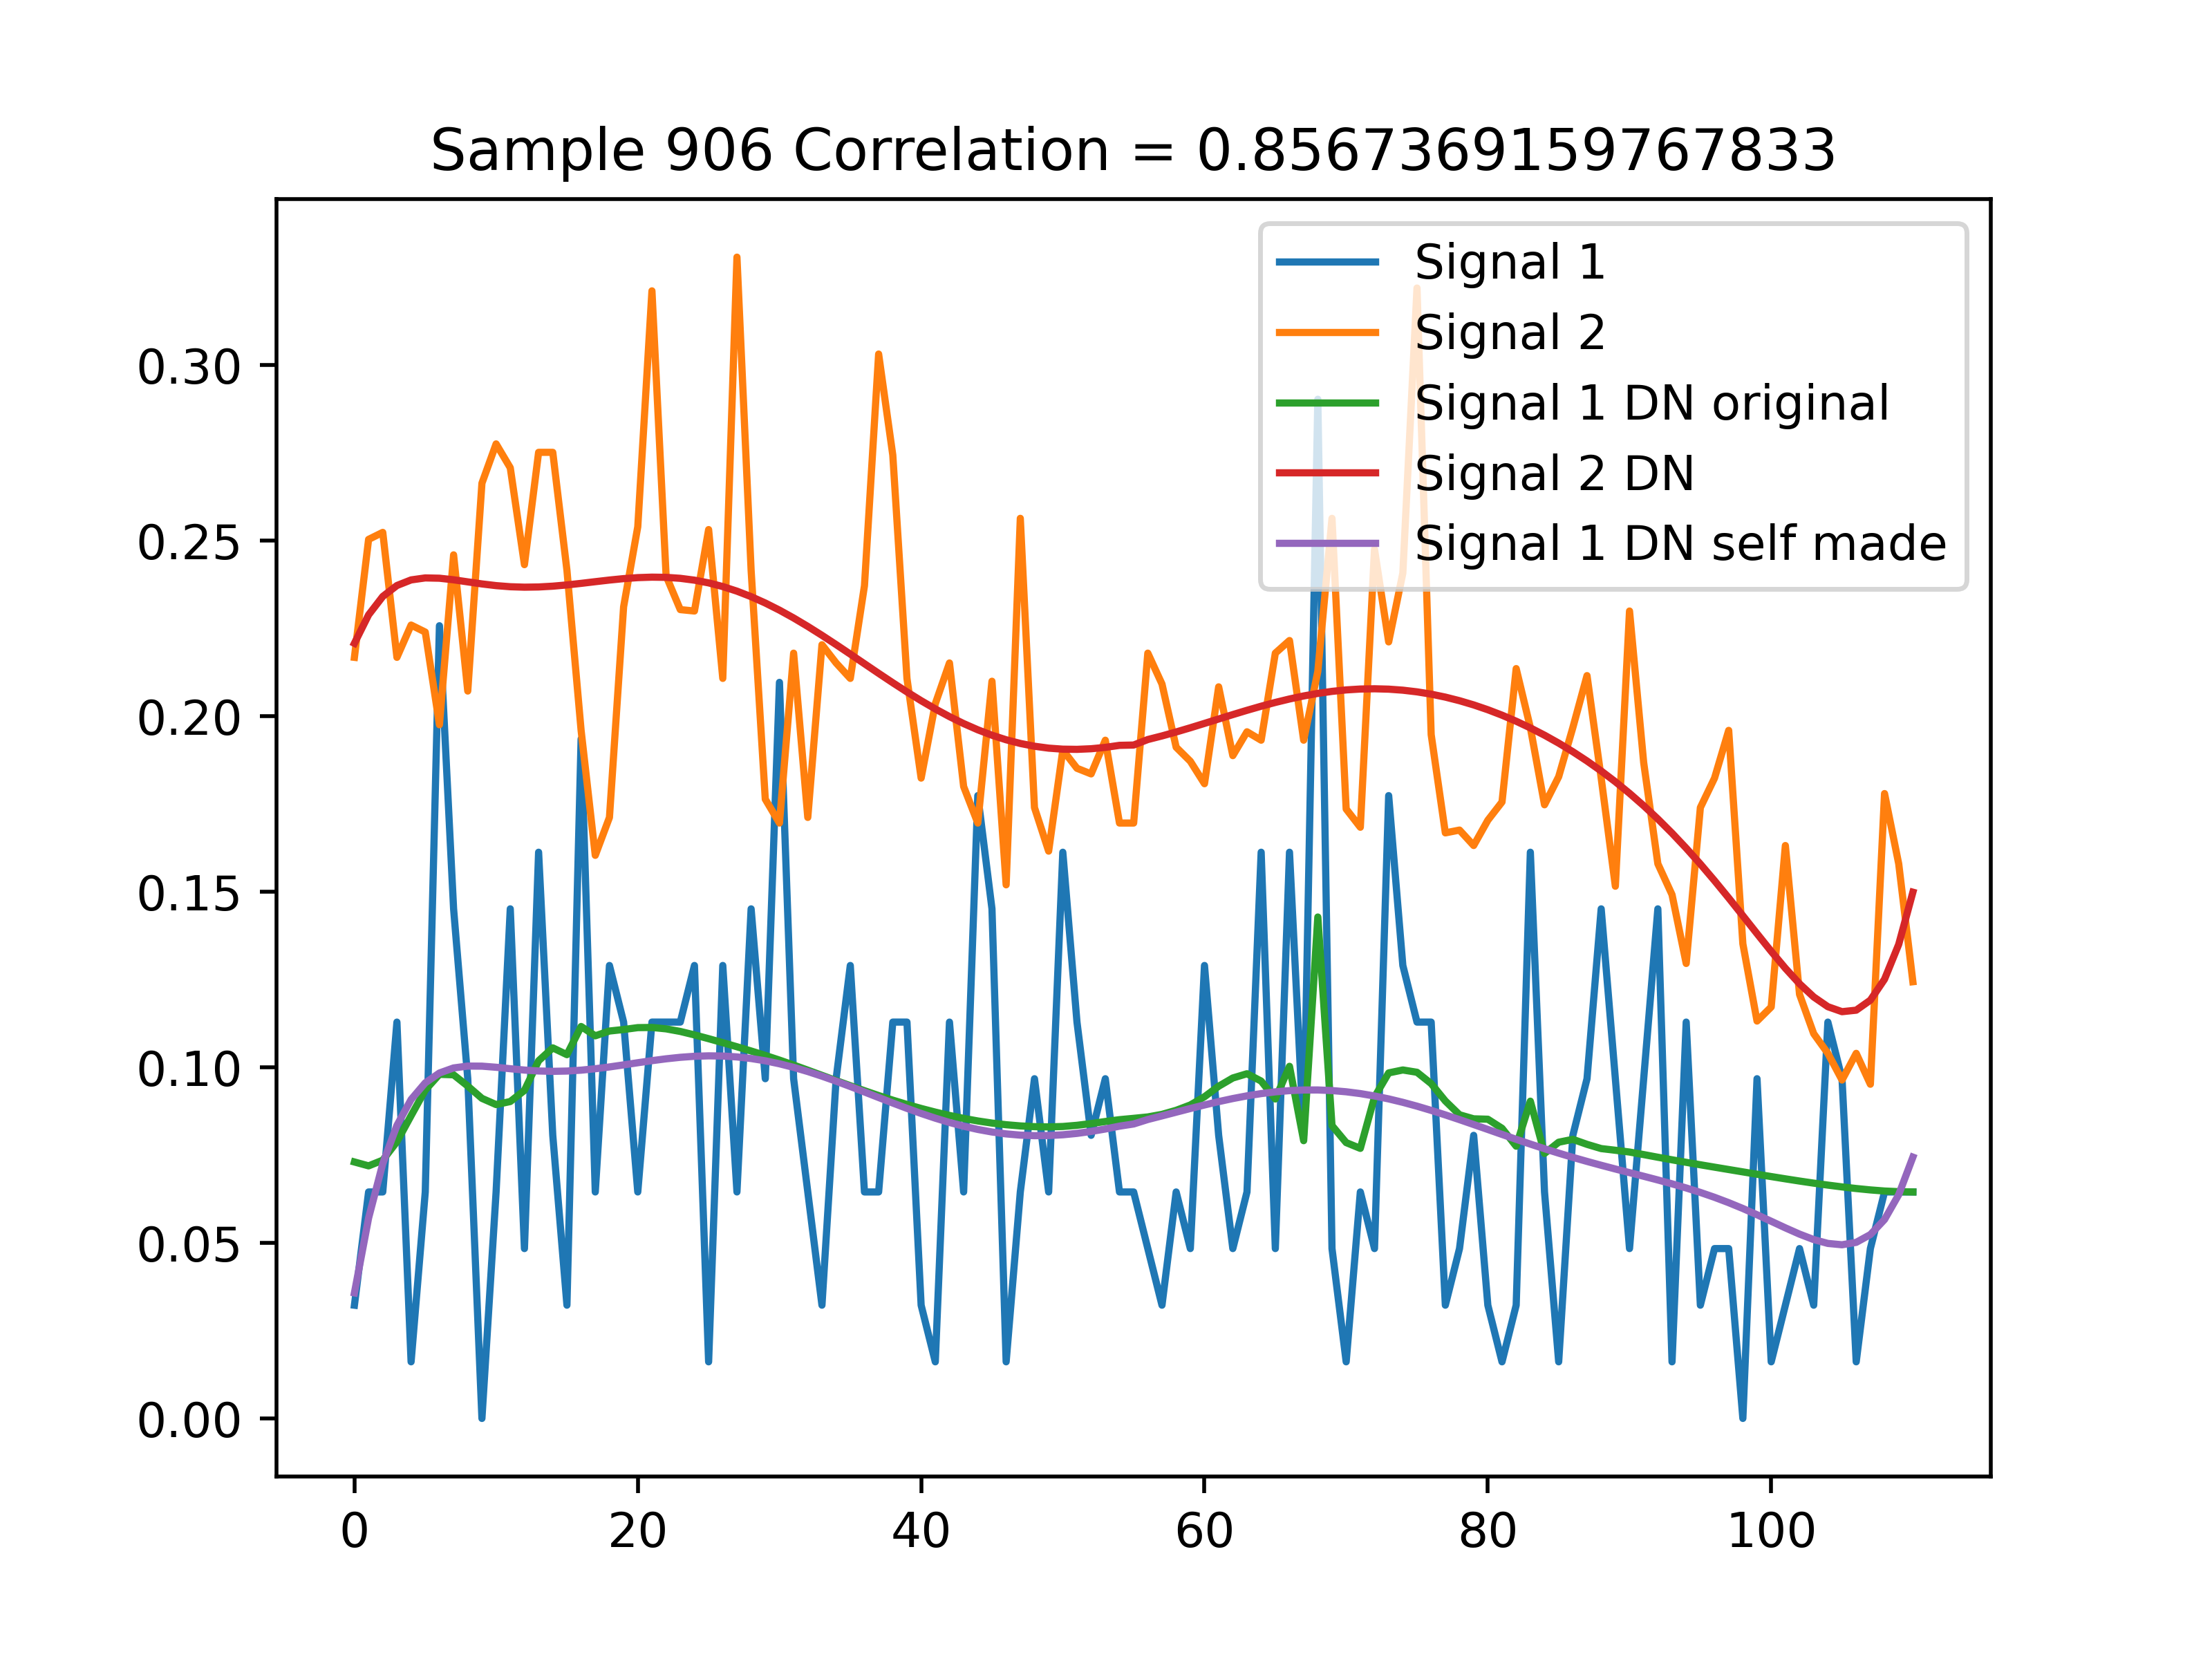 Sample 906 Correlation = 0.8567369159767833
Signal 1
Signal 2
Signal 1 DN original
Signal 2 DN
Signal 1 DN self made
0.30
0.25
0.20
0.15
0.10
0.05
0.00
0 20 40 60 80 100